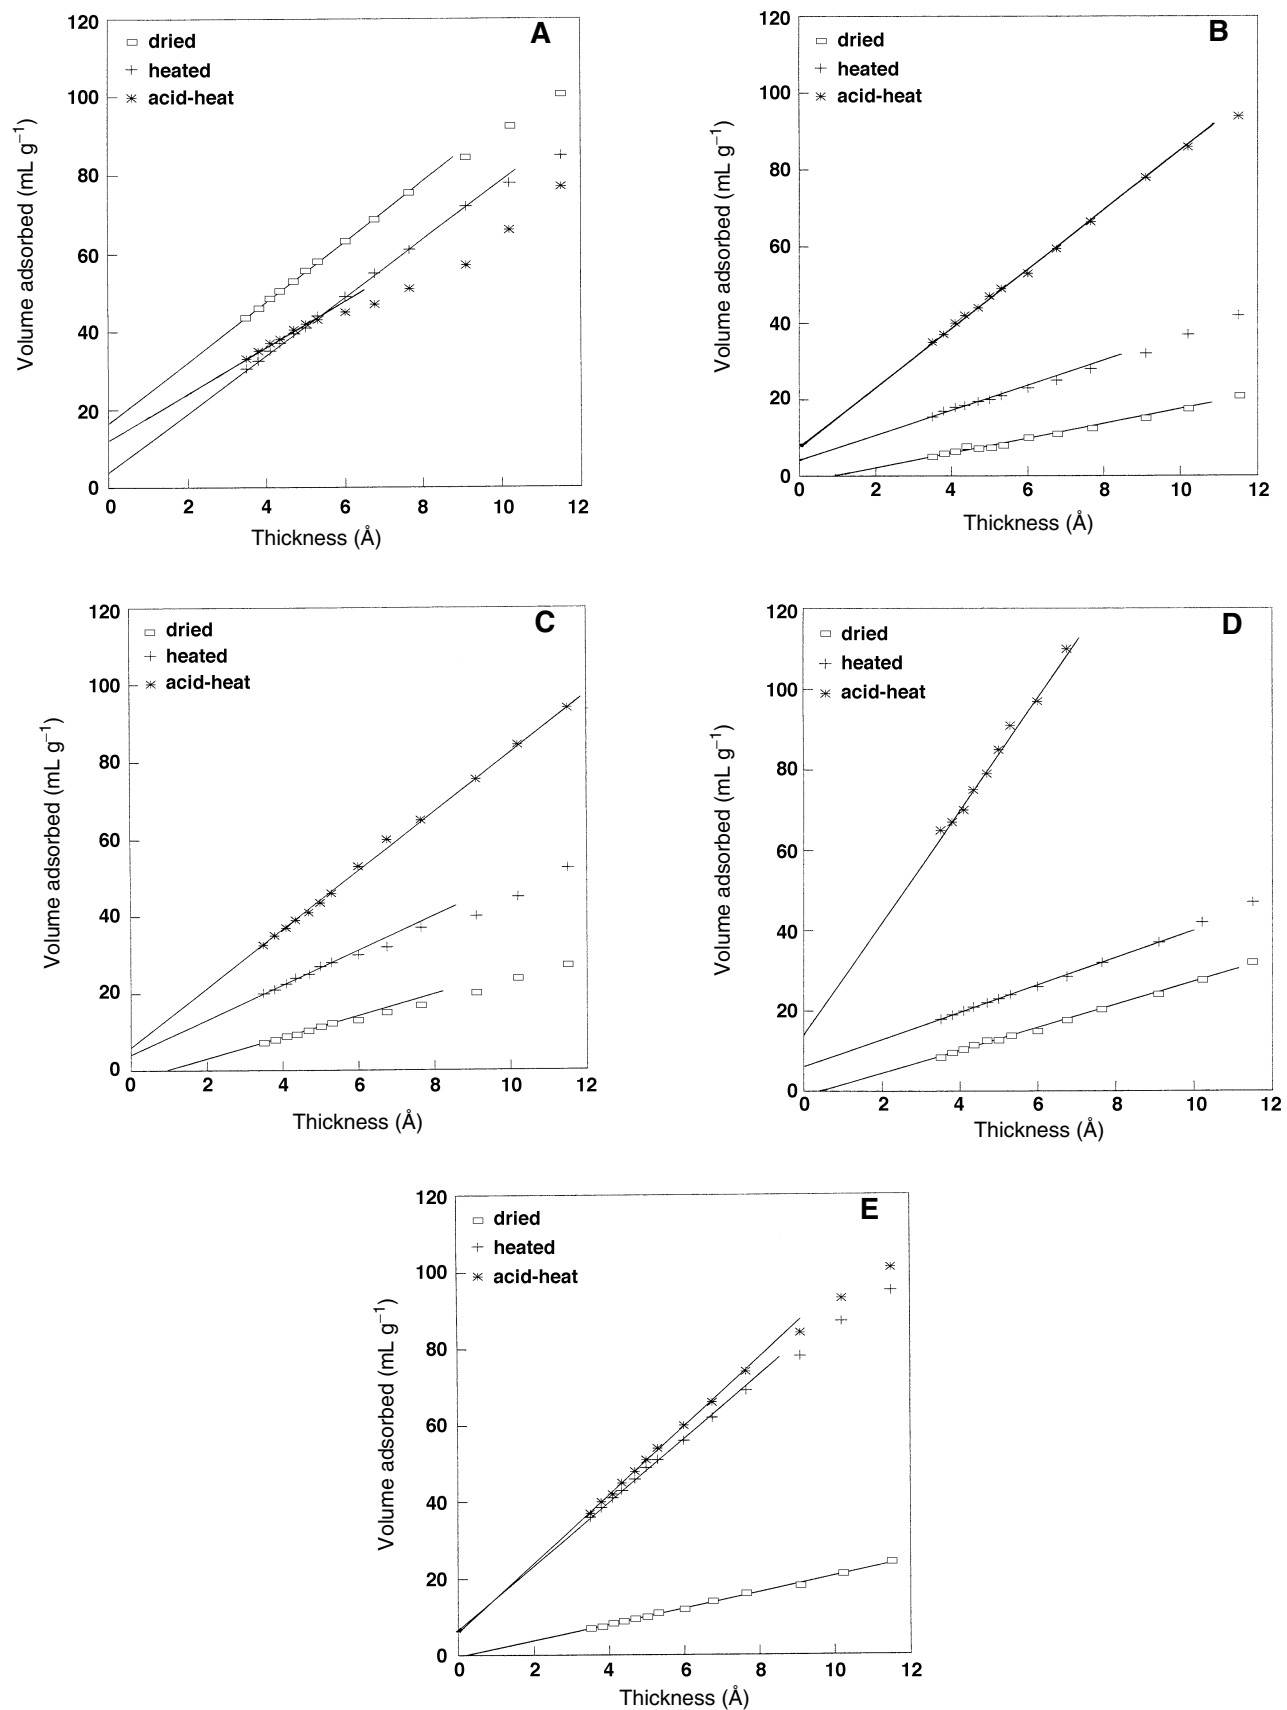 A
dried
heated
acid-heat
120
100
80
60
40
20
0
0 2 4 6 8 10 12
Volume adsorbed (mL g⁻¹)
Thickness (Å)
B
dried
heated
acid-heat
120
100
80
60
40
20
0
0 2 4 6 8 10 12
Volume adsorbed (mL g⁻¹)
Thickness (Å)
C
dried
heated
acid-heat
120
100
80
60
40
20
0
0 2 4 6 8 10 12
Volume adsorbed (mL g⁻¹)
Thickness (Å)
D
dried
heated
acid-heat
120
100
80
60
40
20
0
0 2 4 6 8 10 12
Volume adsorbed (mL g⁻¹)
Thickness (Å)
E
dried
heated
acid-heat
120
100
80
60
40
20
0
0 2 4 6 8 10 12
Volume adsorbed (mL g⁻¹)
Thickness (Å)